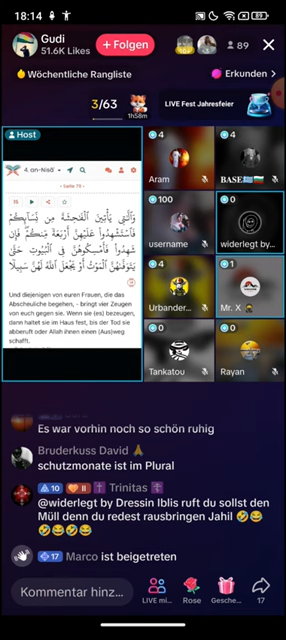 18:14
89
Gudi
51.6K Likes
+ Folgen
89
Wöchentliche Rangliste
Erkunden >
3/63
1h58m
LIVE Fest Jahresfeier
Host
4. an-Nisāʾ
- Seite 79 -
وَٱلَّـٰتِى يَأْتِينَ ٱلْفَـٰحِشَةَ مِن نِّسَآئِكُمْ
فَٱسْتَشْهِدُوا۟ عَلَيْهِنَّ أَرْبَعَةً مِّنكُمْ فَإِن
شَهِدُوا۟ فَأَمْسِكُوهُنَّ فِى ٱلْبُيُوتِ حَتَّىٰ
يَتَوَفَّىٰهُنَّ ٱلْمَوْتُ أَوْ يَجْعَلَ ٱللَّهُ لَهُنَّ سَبِيلًا
Und diejenigen von euren Frauen, die das
Abscheuliche begehen, - bringt vier Zeugen
von euch gegen sie. Wenn sie (es) bezeugen,
dann haltet sie im Haus fest, bis der Tod sie
abberuft oder Allah ihnen einen (Aus)weg
schafft.
4
Aram
4
BASE
100
username
0
widerlegt by...
4
Urbander...
1
Mr. X
0
Tankatou
0
Rayan
Es war vorhin noch so schön ruhig
Bruderkuss David 🙏
schutzmonate ist im Plural
10 II ✝️ Trinitas ☦️
@widerlegt by Dressin Iblis ruft du sollst den
Müll denn du redest rausbringen Jahil 🤣😂
🤣😂🤣😂
17 Marco ist beigetreten
Kommentar hinz...
LIVE mi...
Rose
Gesche...
17